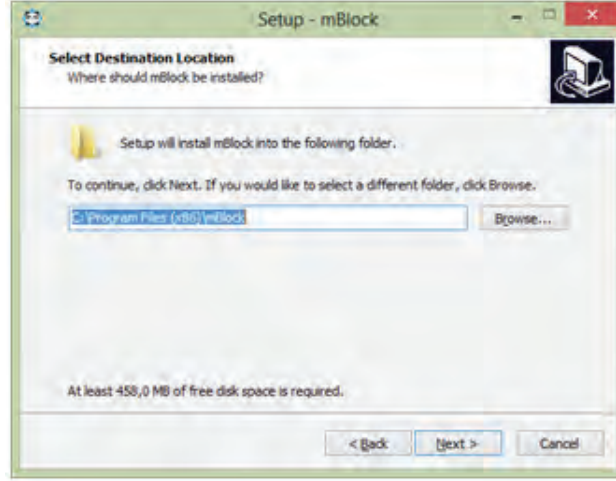 Setup - mBlock
Select Destination Location
Where should mBlock be installed?
Setup will install mBlock into the following folder.
To continue, click Next. If you would like to select a different folder, click Browse.
C:\Program Files (x86)\mBlock
Browse...
At least 458,0 MB of free disk space is required.
< Back
Next >
Cancel